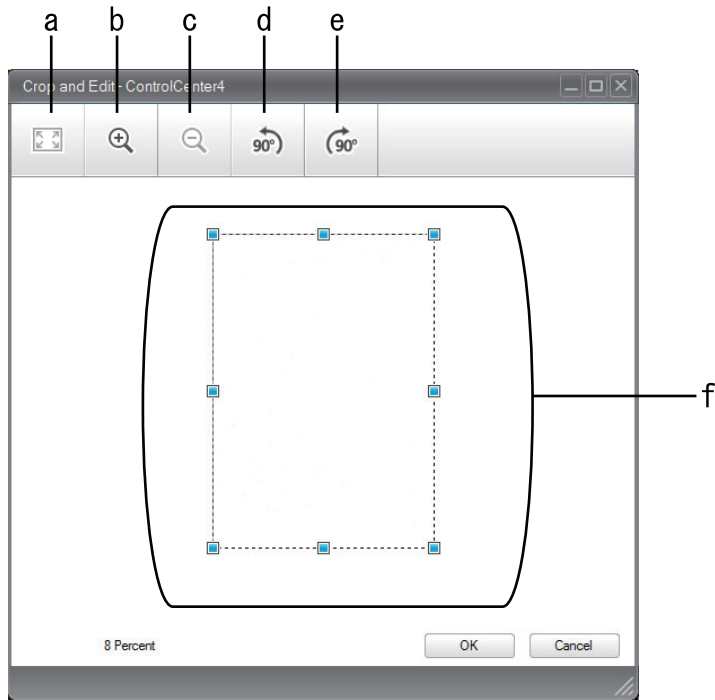 a b c d e
Crop and Edit - ControlCenter4
90° 90°
f
8 Percent OK Cancel